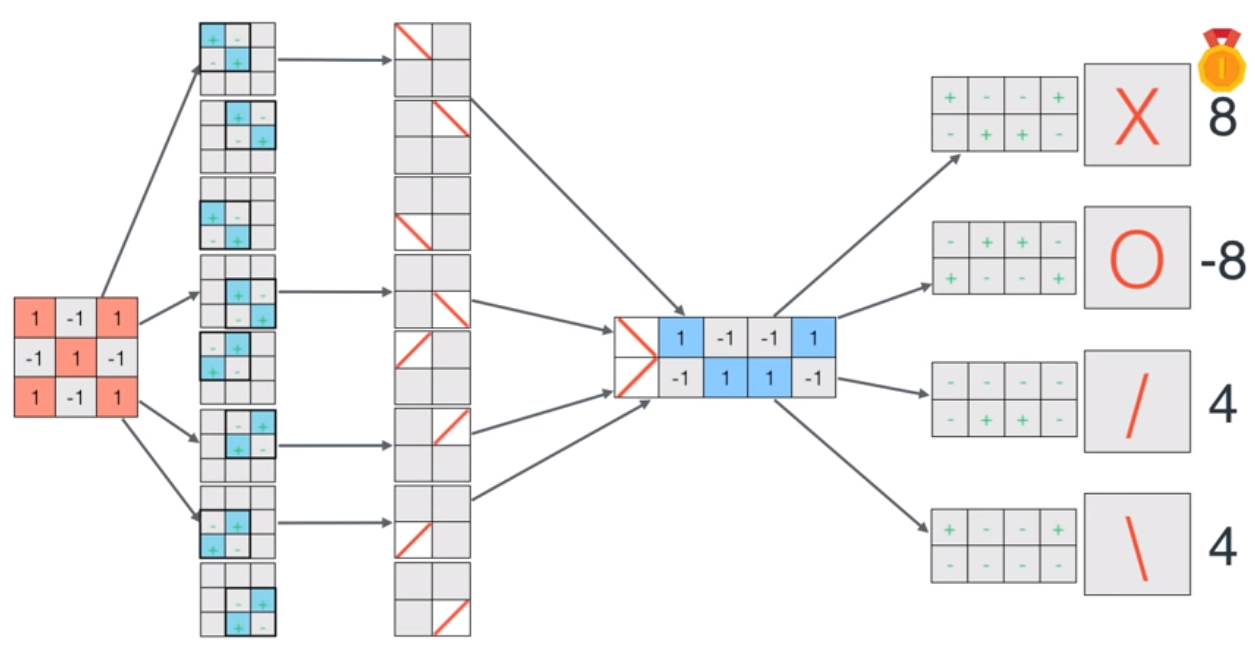 1 -1 1
-1 1 -1
1 -1 1
+ -
- +
+ -
- +
+ -
- +
+ -
- +
- +
+ -
- +
+ -
- +
+ -
- +
+ -
1 -1 -1 1
-1 1 1 -1
1
+ - - +
- + + -
X
8
- + + -
+ - - +
O
-8
- - - -
- + + -
/
4
+ - - +
- - - -
\
4